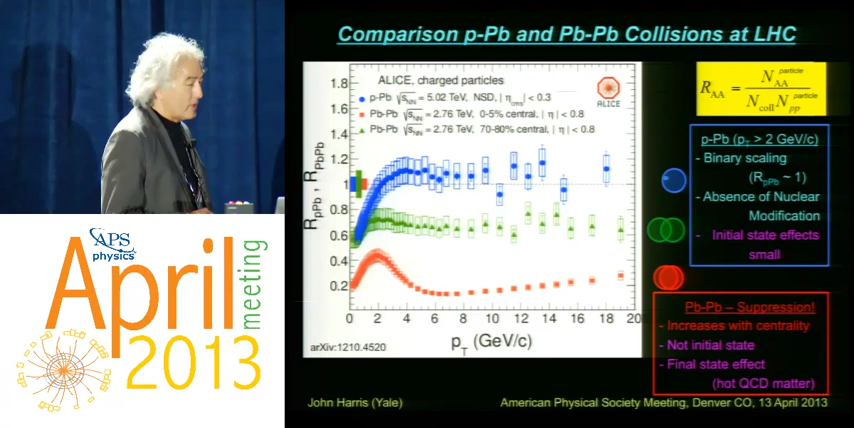 APS
physics
April
meeting
2013
Comparison p-Pb and Pb-Pb Collisions at LHC
ALICE, charged particles
p-Pb √sNN = 5.02 TeV, NSD, | ηcms | < 0.3
Pb-Pb √sNN = 2.76 TeV, 0-5% central, | η | < 0.8
Pb-Pb √sNN = 2.76 TeV, 70-80% central, | η | < 0.8
ALICE
RpPb , RPbPb
1.8
1.6
1.4
1.2
1
0.8
0.6
0.4
0.2
0 2 4 6 8 10 12 14 16 18 20
pT (GeV/c)
arXiv:1210.4520
RAA = NAA particle / Ncoll Npp particle
p-Pb (pT > 2 GeV/c)
- Binary scaling
(RpPb ~ 1)
- Absence of Nuclear
Modification
- Initial state effects
small
Pb-Pb – Suppression!
- Increases with centrality
- Not initial state
- Final state effect
(hot QCD matter)
John Harris (Yale)
American Physical Society Meeting, Denver CO, 13 April 2013